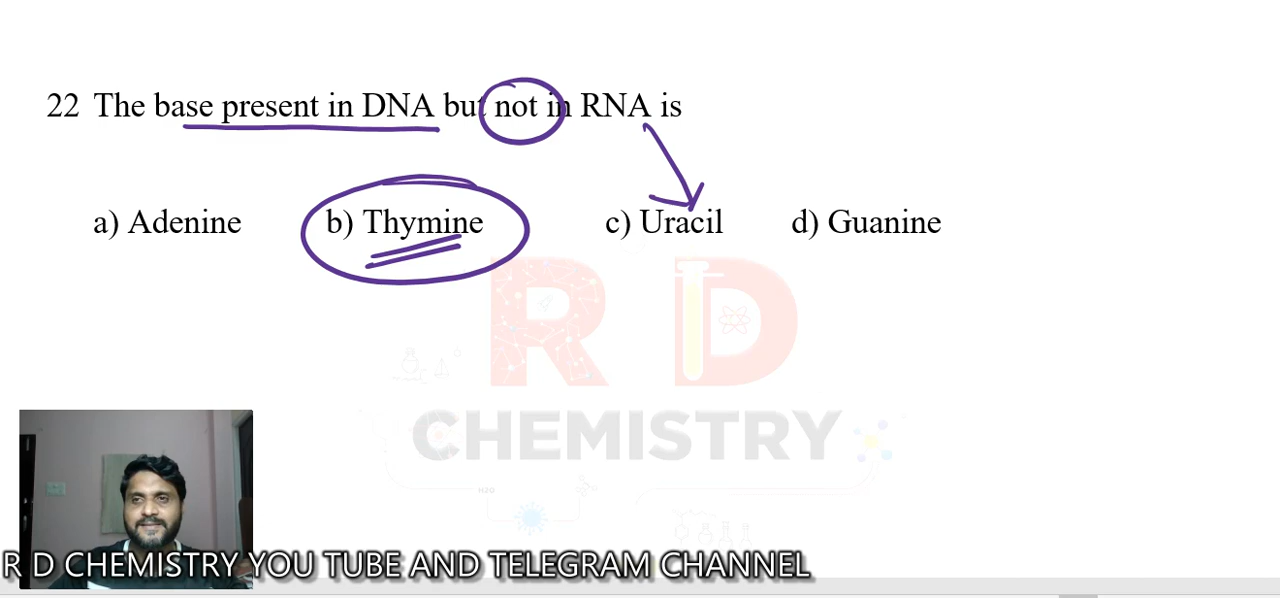 22 The base present in DNA but not in RNA is
a) Adenine b) Thymine c) Uracil d) Guanine
R D
CHEMISTRY
H2O
R D CHEMISTRY YOU TUBE AND TELEGRAM CHANNEL